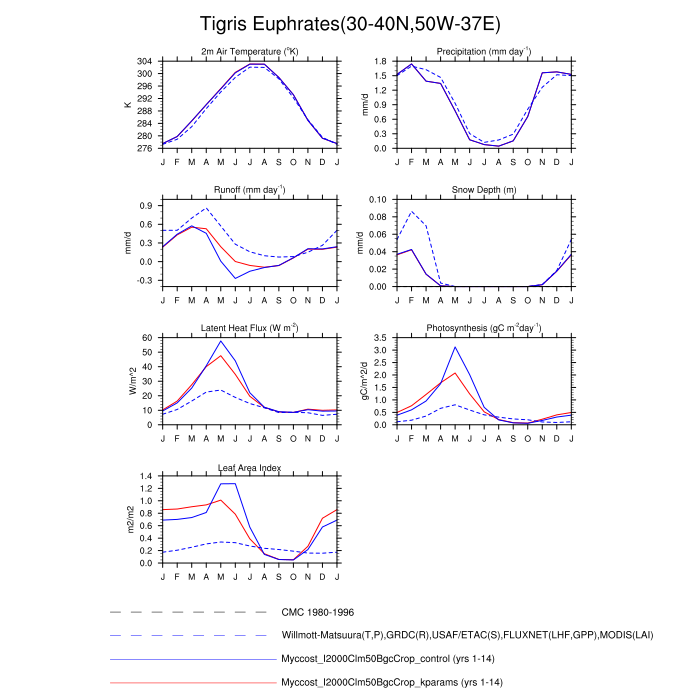 Tigris Euphrates(30-40N,50W-37E)
2m Air Temperature (°K)
K
304
300
296
292
288
284
280
276
J F M A M J J A S O N D J
Precipitation (mm day⁻¹)
mm/d
1.8
1.5
1.2
0.9
0.6
0.3
0.0
J F M A M J J A S O N D J
Runoff (mm day⁻¹)
mm/d
0.9
0.6
0.3
0.0
-0.3
J F M A M J J A S O N D J
Snow Depth (m)
mm/d
0.10
0.08
0.06
0.04
0.02
0.00
J F M A M J J A S O N D J
Latent Heat Flux (W m⁻²)
W/m^2
60
50
40
30
20
10
0
J F M A M J J A S O N D J
Photosynthesis (gC m⁻²day⁻¹)
gC/m^2/d
3.5
3.0
2.5
2.0
1.5
1.0
0.5
0.0
J F M A M J J A S O N D J
Leaf Area Index
m2/m2
1.4
1.2
1.0
0.8
0.6
0.4
0.2
0.0
J F M A M J J A S O N D J
CMC 1980-1996
Willmott-Matsuura(T,P),GRDC(R),USAF/ETAC(S),FLUXNET(LHF,GPP),MODIS(LAI)
Myccost_I2000Clm50BgcCrop_control (yrs 1-14)
Myccost_I2000Clm50BgcCrop_kparams (yrs 1-14)